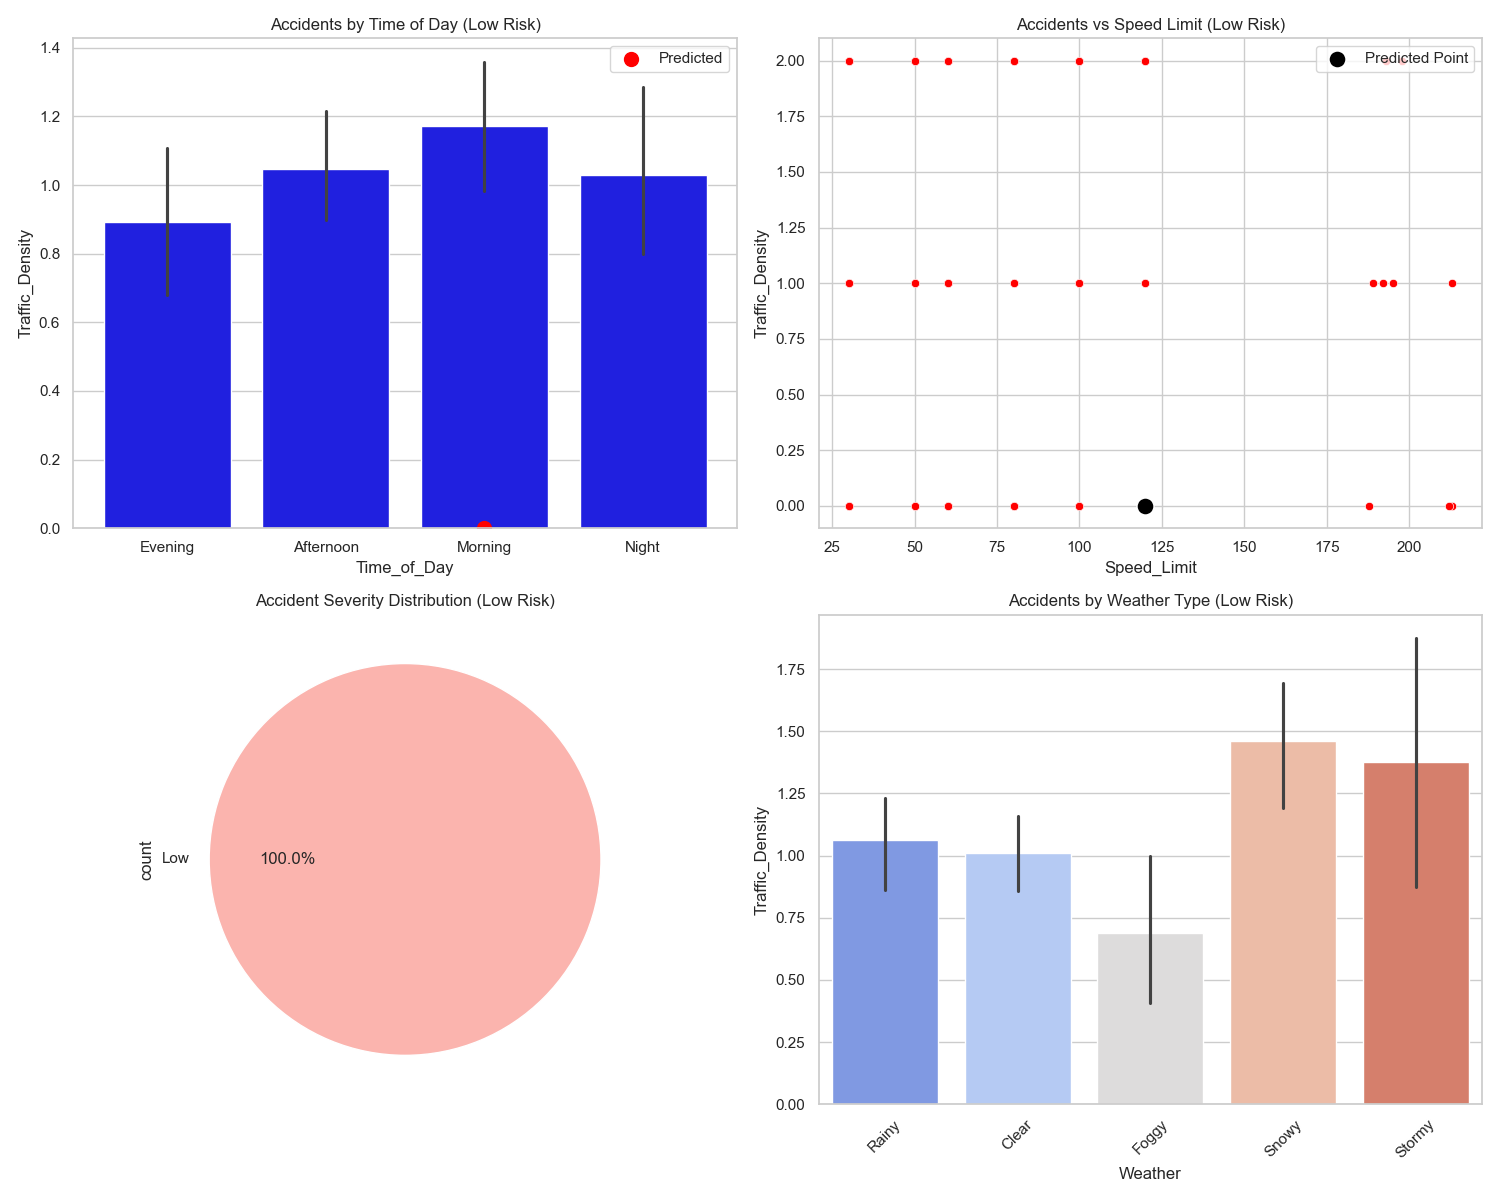 Accidents by Time of Day (Low Risk)
Predicted
1.4
1.2
1.0
0.8
0.6
0.4
0.2
0.0
Traffic_Density
Evening Afternoon Morning Night
Time_of_Day
Accidents vs Speed Limit (Low Risk)
Predicted Point
2.00
1.75
1.50
1.25
1.00
0.75
0.50
0.25
0.00
Traffic_Density
25 50 75 100 125 150 175 200
Speed_Limit
Accident Severity Distribution (Low Risk)
count
Low
100.0%
Accidents by Weather Type (Low Risk)
1.75
1.50
1.25
1.00
0.75
0.50
0.25
0.00
Traffic_Density
Rainy Clear Foggy Snowy Stormy
Weather